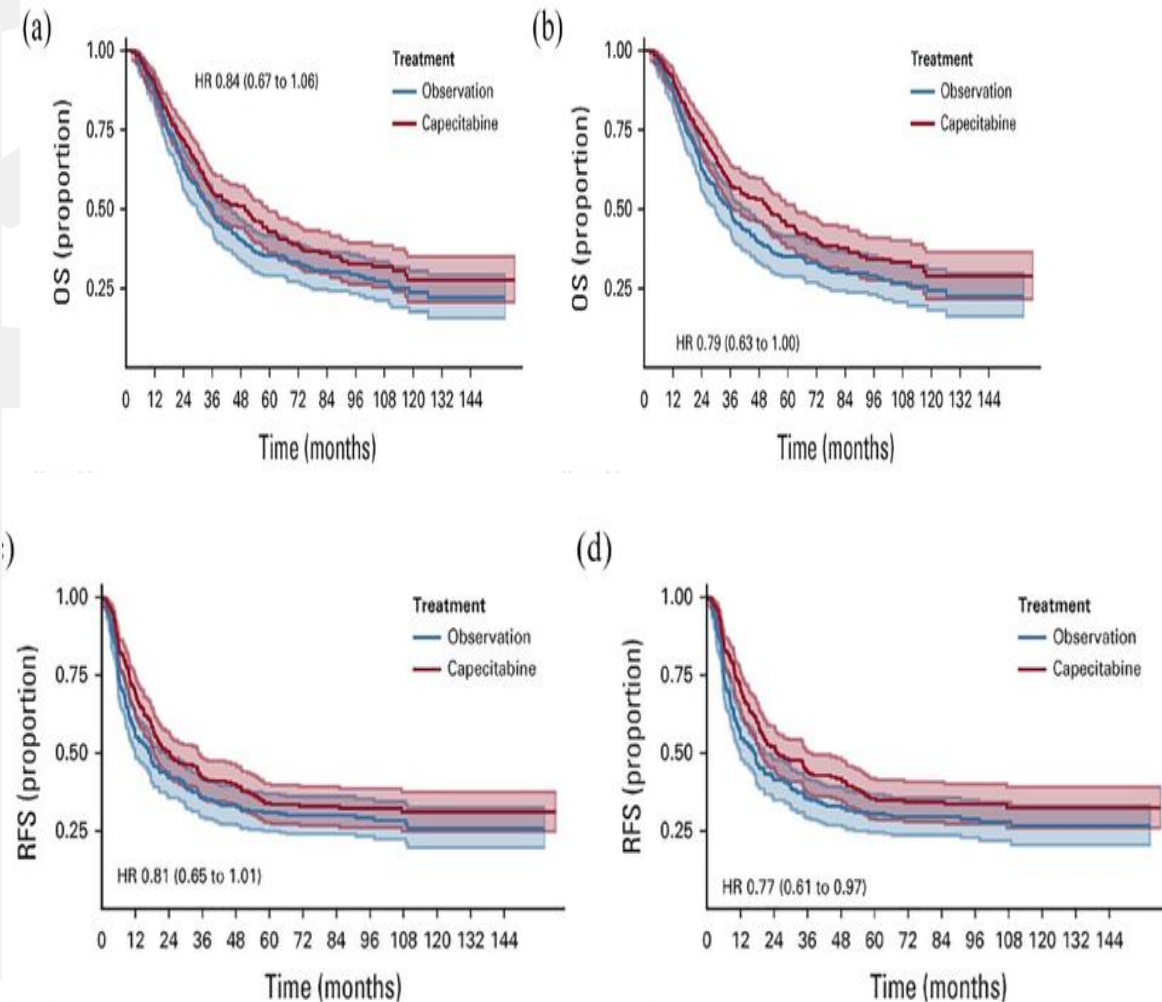 (a)
1.00
0.75
0.50
0.25
OS (proportion)
HR 0.84 (0.67 to 1.06)
Treatment
Observation
Capecitabine
0 12 24 36 48 60 72 84 96 108 120 132 144
Time (months)
(b)
1.00
0.75
0.50
0.25
OS (proportion)
Treatment
Observation
Capecitabine
HR 0.79 (0.63 to 1.00)
0 12 24 36 48 60 72 84 96 108 120 132 144
Time (months)
)
1.00
0.75
0.50
0.25
RFS (proportion)
Treatment
Observation
Capecitabine
HR 0.81 (0.65 to 1.01)
0 12 24 36 48 60 72 84 96 108 120 132 144
Time (months)
(d)
1.00
0.75
0.50
0.25
RFS (proportion)
Treatment
Observation
Capecitabine
HR 0.77 (0.61 to 0.97)
0 12 24 36 48 60 72 84 96 108 120 132 144
Time (months)